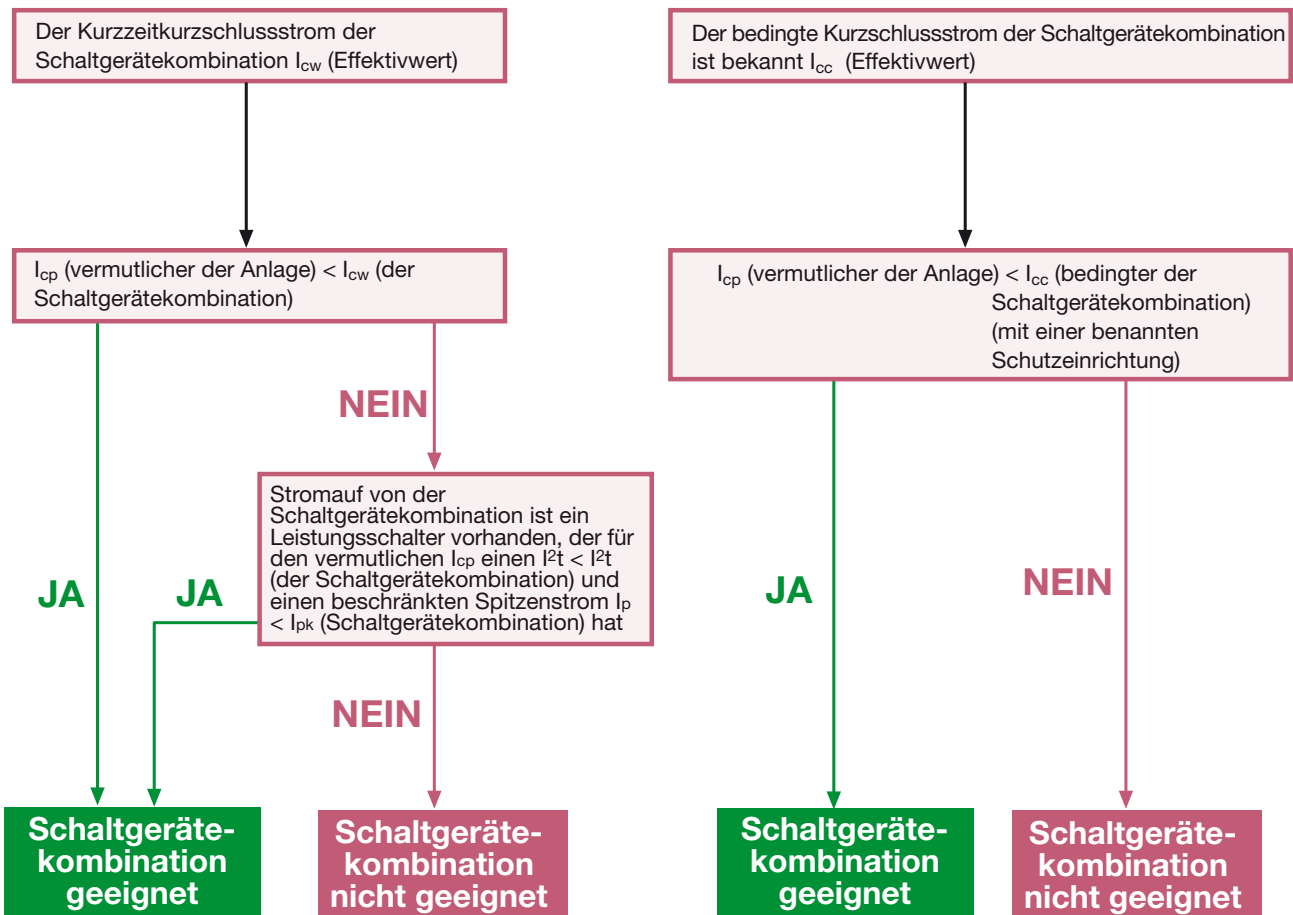 Der Kurzzeitkurzschlussstrom der
Schaltgerätekombination Icw (Effektivwert)
Icp (vermutlicher der Anlage) < Icw (der
Schaltgerätekombination)
NEIN
Stromauf von der
Schaltgerätekombination ist ein
Leistungsschalter vorhanden, der für
den vermutlichen Icp einen I²t < I²t
(der Schaltgerätekombination) und
einen beschränkten Spitzenstrom Ip
< Ipk (Schaltgerätekombination) hat
JA
JA
NEIN
Schaltgeräte-
kombination
geeignet
Schaltgeräte-
kombination
nicht geeignet
Der bedingte Kurzschlussstrom der Schaltgerätekombination
ist bekannt Icc (Effektivwert)
Icp (vermutlicher der Anlage) < Icc (bedingter der
Schaltgerätekombination)
(mit einer benannten
Schutzeinrichtung)
JA
NEIN
Schaltgeräte-
kombination
geeignet
Schaltgeräte-
kombination
nicht geeignet